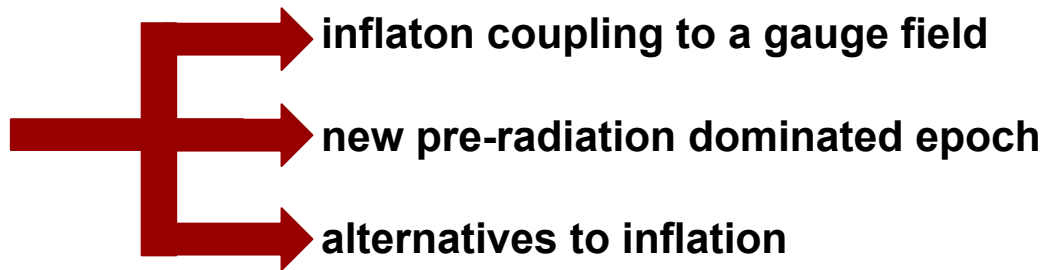 inflaton coupling to a gauge field
new pre-radiation dominated epoch
alternatives to inflation